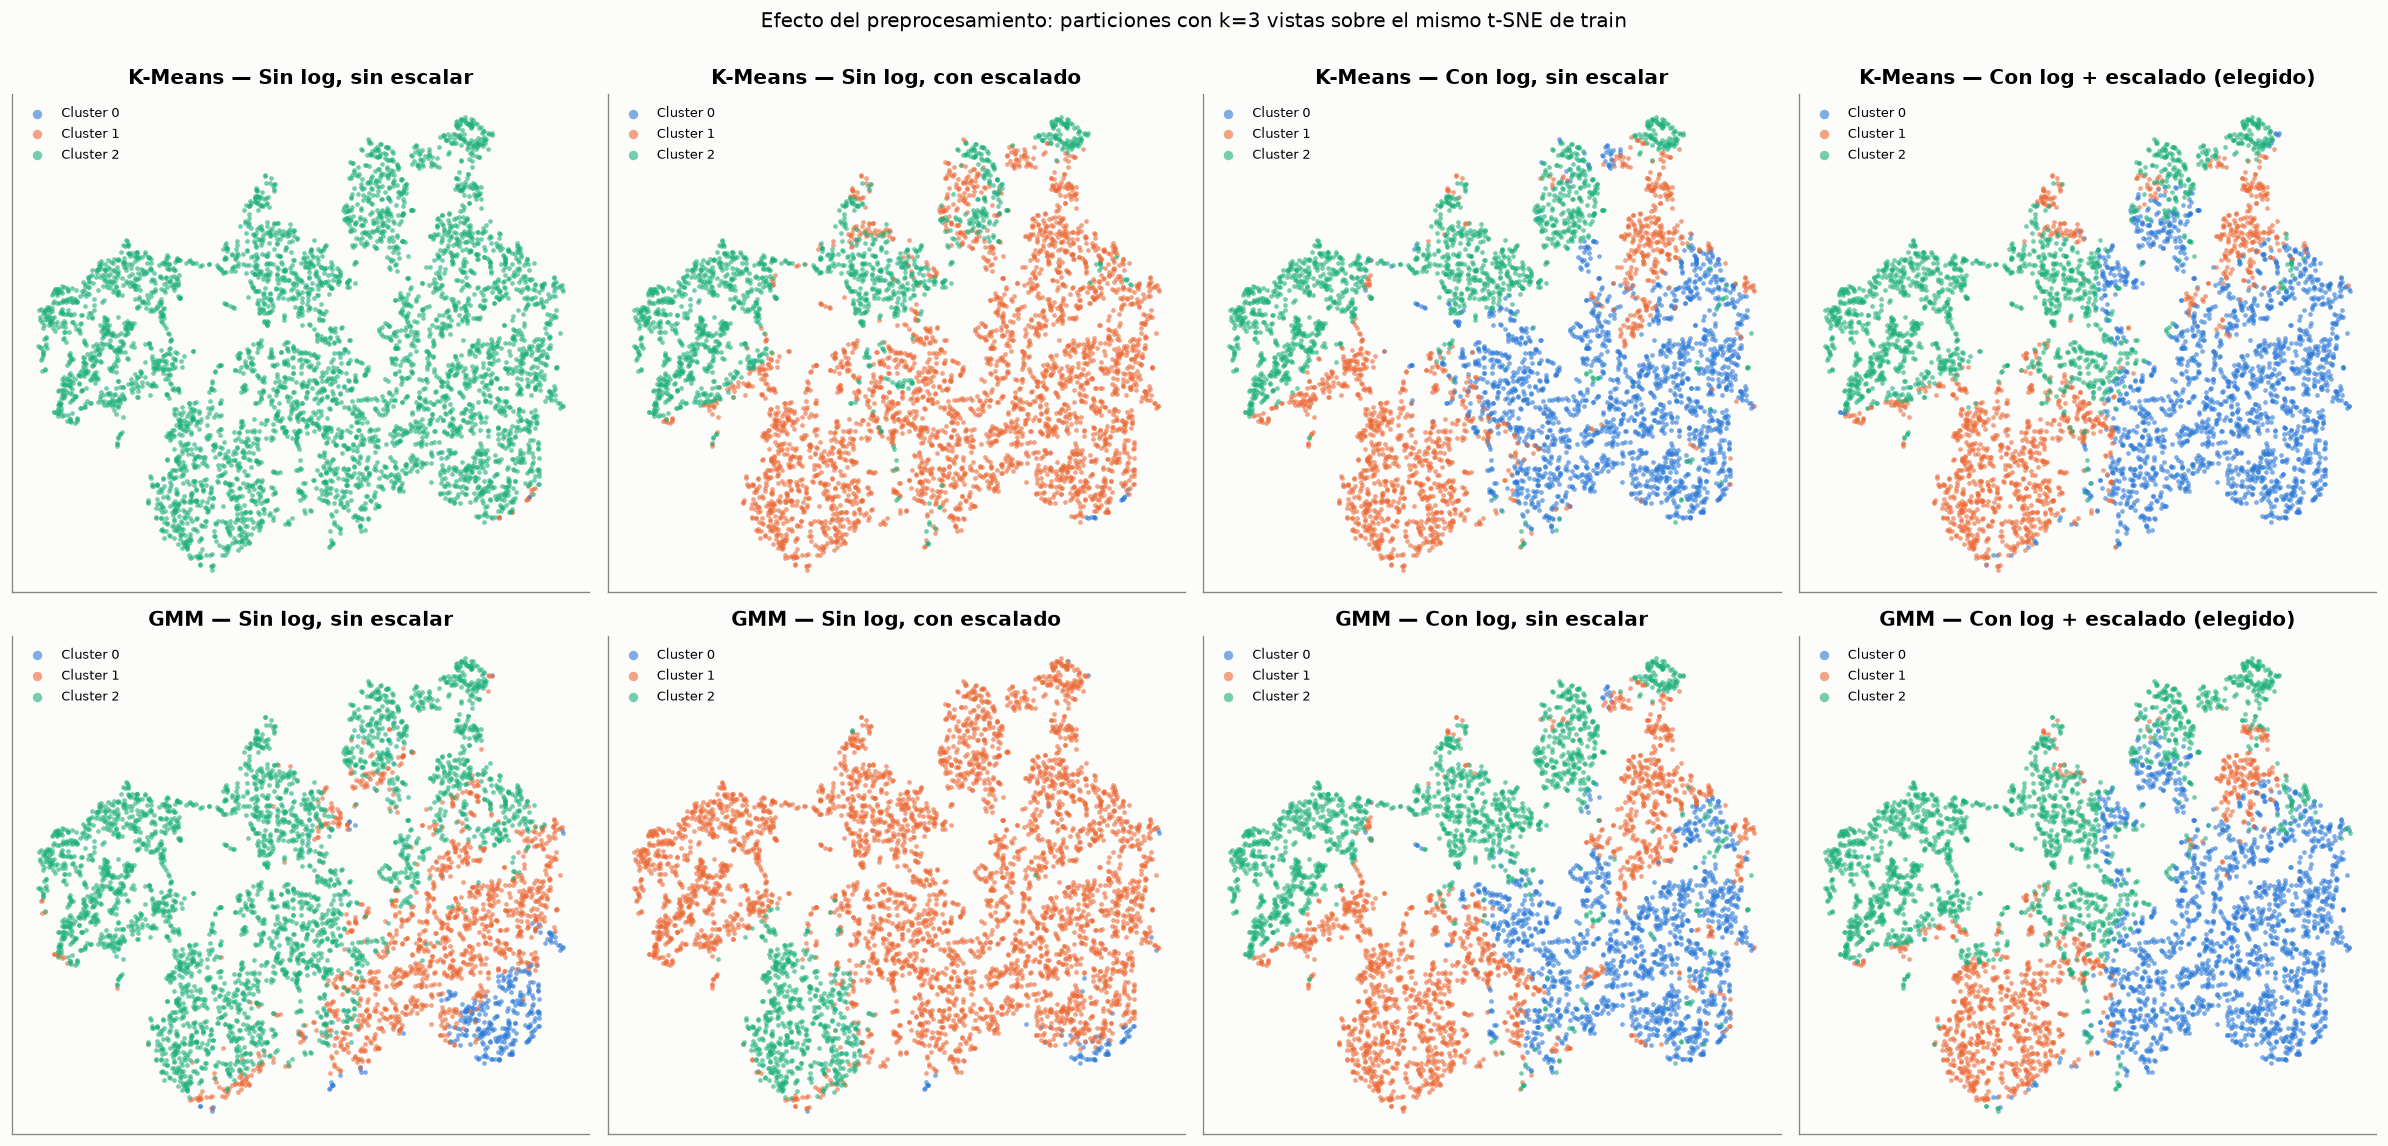 Efecto del preprocesamiento: particiones con k=3 vistas sobre el mismo t-SNE de train
K-Means — Sin log, sin escalar
Cluster 0
Cluster 1
Cluster 2
K-Means — Sin log, con escalado
Cluster 0
Cluster 1
Cluster 2
K-Means — Con log, sin escalar
Cluster 0
Cluster 1
Cluster 2
K-Means — Con log + escalado (elegido)
Cluster 0
Cluster 1
Cluster 2
GMM — Sin log, sin escalar
Cluster 0
Cluster 1
Cluster 2
GMM — Sin log, con escalado
Cluster 0
Cluster 1
Cluster 2
GMM — Con log, sin escalar
Cluster 0
Cluster 1
Cluster 2
GMM — Con log + escalado (elegido)
Cluster 0
Cluster 1
Cluster 2